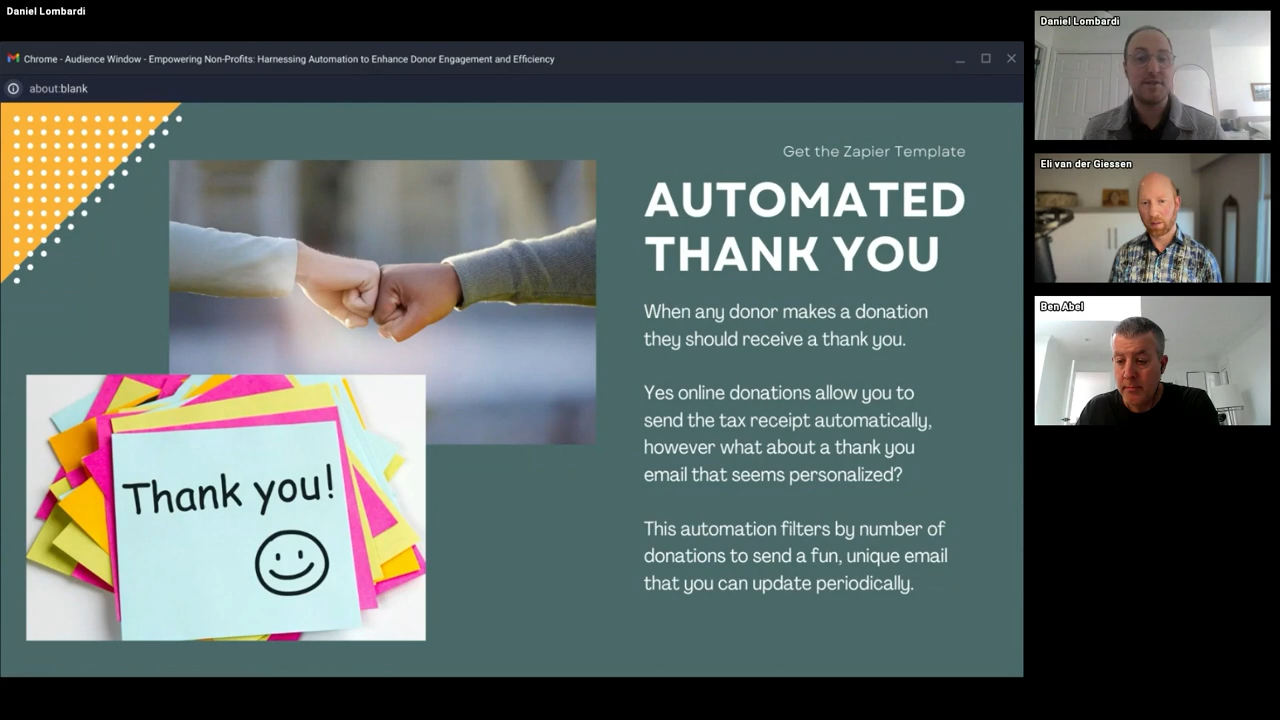 Daniel Lombardi
Chrome - Audience Window - Empowering Non-Profits: Harnessing Automation to Enhance Donor Engagement and Efficiency
about:blank
Get the Zapier Template
AUTOMATED
THANK YOU
When any donor makes a donation
they should receive a thank you.
Yes online donations allow you to
send the tax receipt automatically,
however what about a thank you
email that seems personalized?
This automation filters by number of
donations to send a fun, unique email
that you can update periodically.
Thank you!
Daniel Lombardi
Eli van der Giessen
Ben Abel